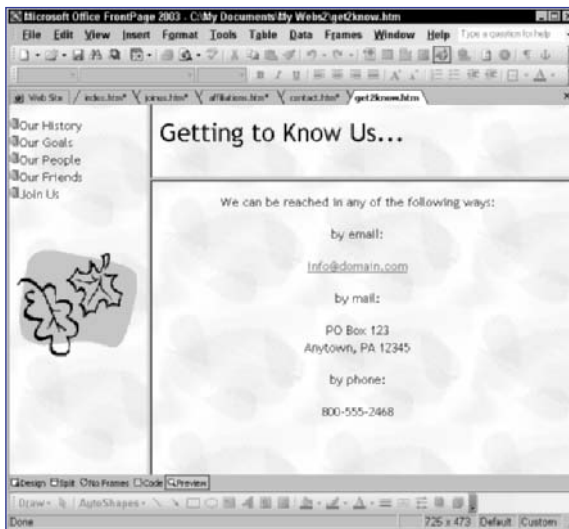 Microsoft Office FrontPage 2003 - C:\My Documents\My Webs2\get2know.htm
File Edit View Insert Format Tools Table Data Frames Window Help Type a question for help
Web Site index.htm* joinus.htm* affiliations.htm* contact.htm* get2know.htm
Our History
Our Goals
Our People
Our Friends
Join Us
Getting to Know Us...
We can be reached in any of the following ways:
by email:
Info@domain.com
by mail:
PO Box 123
Anytown, PA 12345
by phone:
800-555-2468
Design Split No Frames Code Preview
Draw AutoShapes
Done 725 x 473 Default Custom